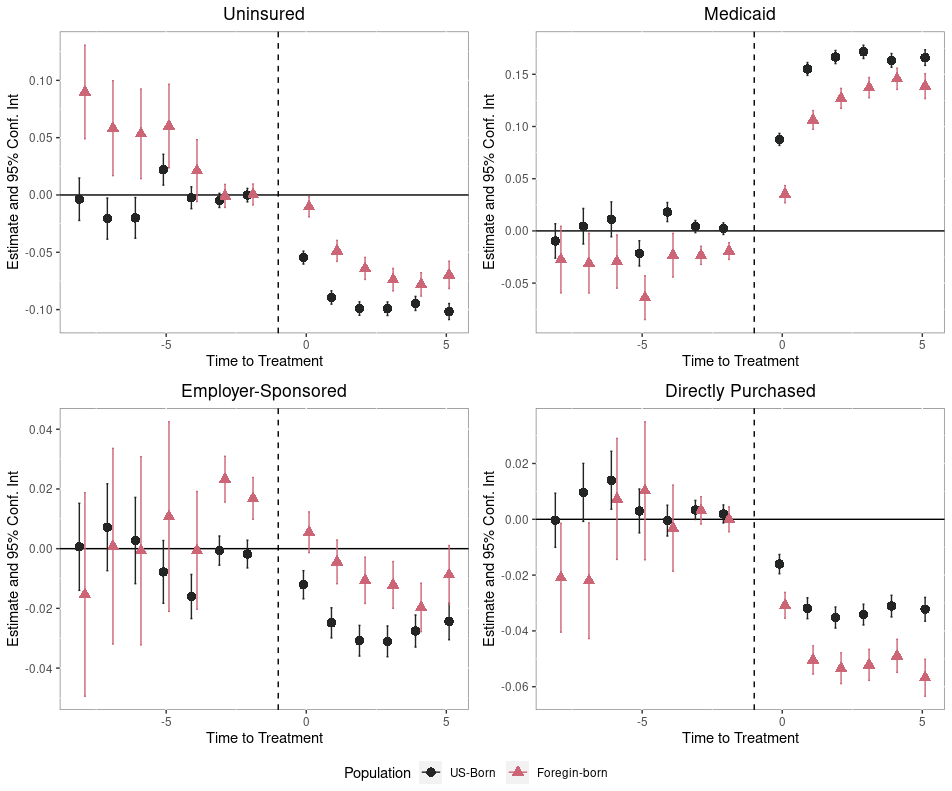 Uninsured
Estimate and 95% Conf. Int
0.10
0.05
0.00
-0.05
-0.10
-5
0
5
Time to Treatment
Medicaid
Estimate and 95% Conf. Int
0.15
0.10
0.05
0.00
-0.05
-5
0
5
Time to Treatment
Employer-Sponsored
Estimate and 95% Conf. Int
0.04
0.02
0.00
-0.02
-0.04
-5
0
5
Time to Treatment
Directly Purchased
Estimate and 95% Conf. Int
0.02
0.00
-0.02
-0.04
-0.06
-5
0
5
Time to Treatment
Population US-Born Foregin-born